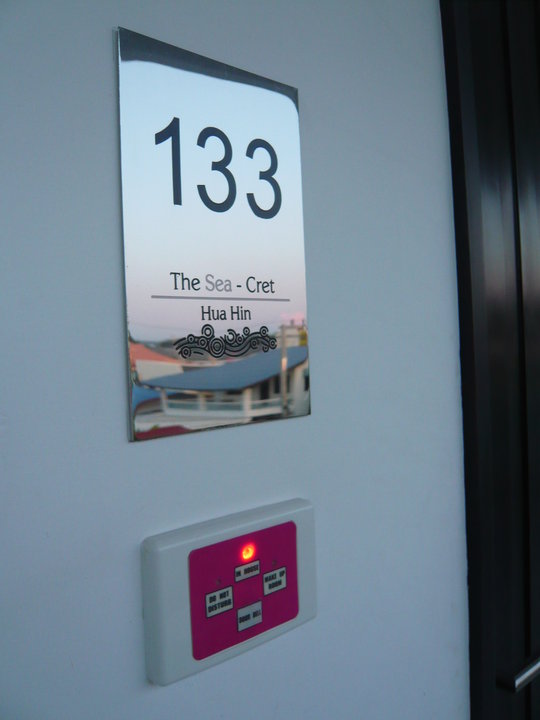 133
The Sea - Cret
Hua Hin
IN HOUSE
DO NOT
DISTURB
MAKE UP
ROOM
DOOR BELL